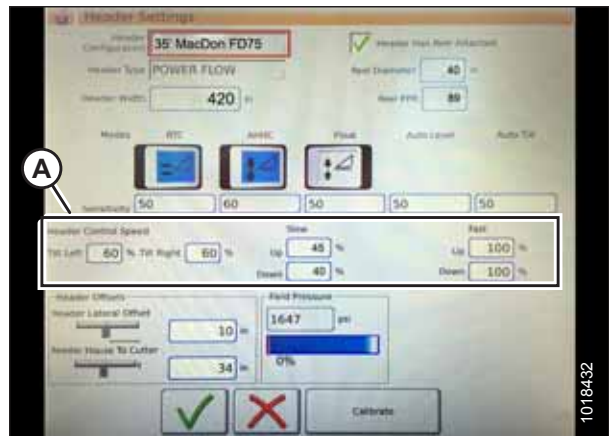 Header Settings
Header Configuration 35' MacDon FD75 Header Has Reel Attached
Header Type POWER FLOW Reel Diameter 40 in
Header Width 420 in Reel PPR 89
Modes RTC AHHC Float Auto Level Auto Tilt
Sensitivity 50 60 50 50 50
A
Header Control Speed Slow Fast
Tilt Left 60 % Tilt Right 60 % Up 45 % Up 100 %
Down 40 % Down 100 %
Header Offsets Field Pressure
Header Lateral Offset 1647 psi
10 in
Feeder House To Cutter 0%
34 in
Calibrate
1018432